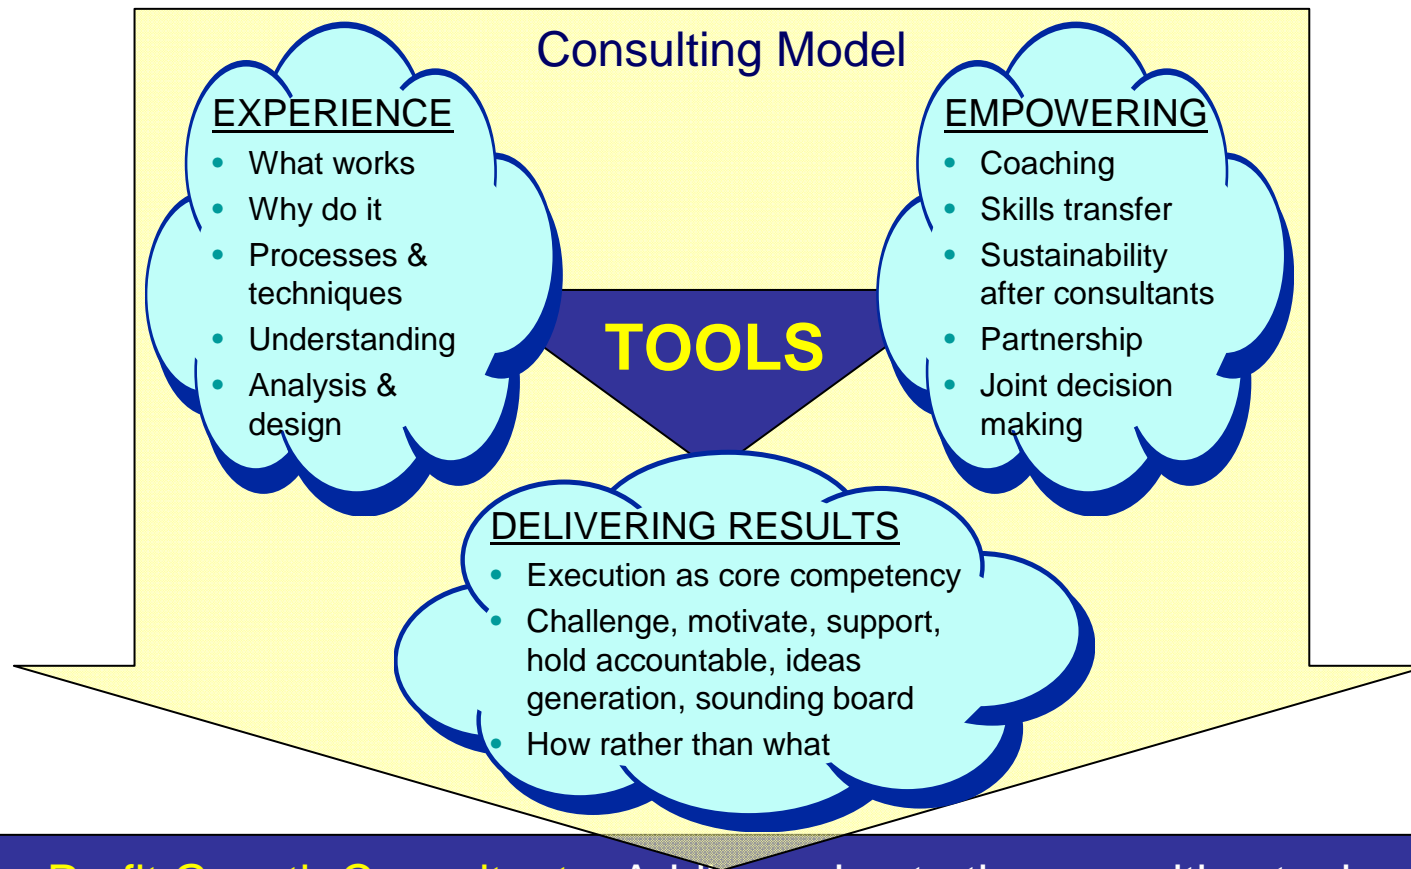 Consulting Model
EXPERIENCE
• What works
• Why do it
• Processes &
techniques
• Understanding
• Analysis &
design
EMPOWERING
• Coaching
• Skills transfer
• Sustainability
after consultants
• Partnership
• Joint decision
making
TOOLS
DELIVERING RESULTS
• Execution as core competency
• Challenge, motivate, support,
hold accountable, ideas
generation, sounding board
• How rather than what